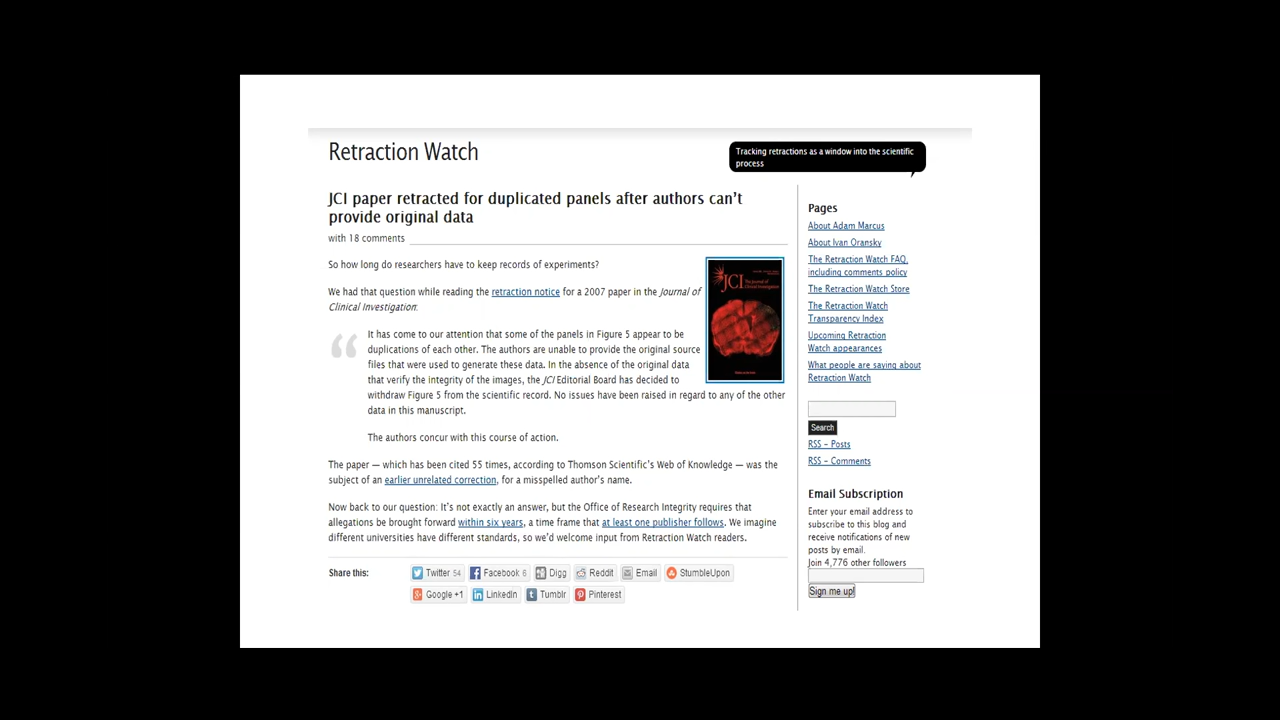 Retraction Watch
Tracking retractions as a window into the scientific
process
JCI paper retracted for duplicated panels after authors can't
provide original data
with 18 comments
So how long do researchers have to keep records of experiments?
We had that question while reading the retraction notice for a 2007 paper in the Journal of
Clinical Investigation:
JCI
The Journal of
Clinical Investigation
“
It has come to our attention that some of the panels in Figure 5 appear to be
duplications of each other. The authors are unable to provide the original source
files that were used to generate these data. In the absence of the original data
that verify the integrity of the images, the JCI Editorial Board has decided to
withdraw Figure 5 from the scientific record. No issues have been raised in regard to any of the other
data in this manuscript.
The authors concur with this course of action.
The paper — which has been cited 55 times, according to Thomson Scientific's Web of Knowledge — was the
subject of an earlier unrelated correction, for a misspelled author's name.
Now back to our question: It's not exactly an answer, but the Office of Research Integrity requires that
allegations be brought forward within six years, a time frame that at least one publisher follows. We imagine
different universities have different standards, so we'd welcome input from Retraction Watch readers.
Share this:
Twitter 54
Facebook 6
Digg
Reddit
Email
StumbleUpon
Google +1
LinkedIn
Tumblr
Pinterest
Pages
About Adam Marcus
About Ivan Oransky
The Retraction Watch FAQ,
including comments policy
The Retraction Watch Store
The Retraction Watch
Transparency Index
Upcoming Retraction
Watch appearances
What people are saying about
Retraction Watch
Search
RSS - Posts
RSS - Comments
Email Subscription
Enter your email address to
subscribe to this blog and
receive notifications of new
posts by email.
Join 4,776 other followers
Sign me up!